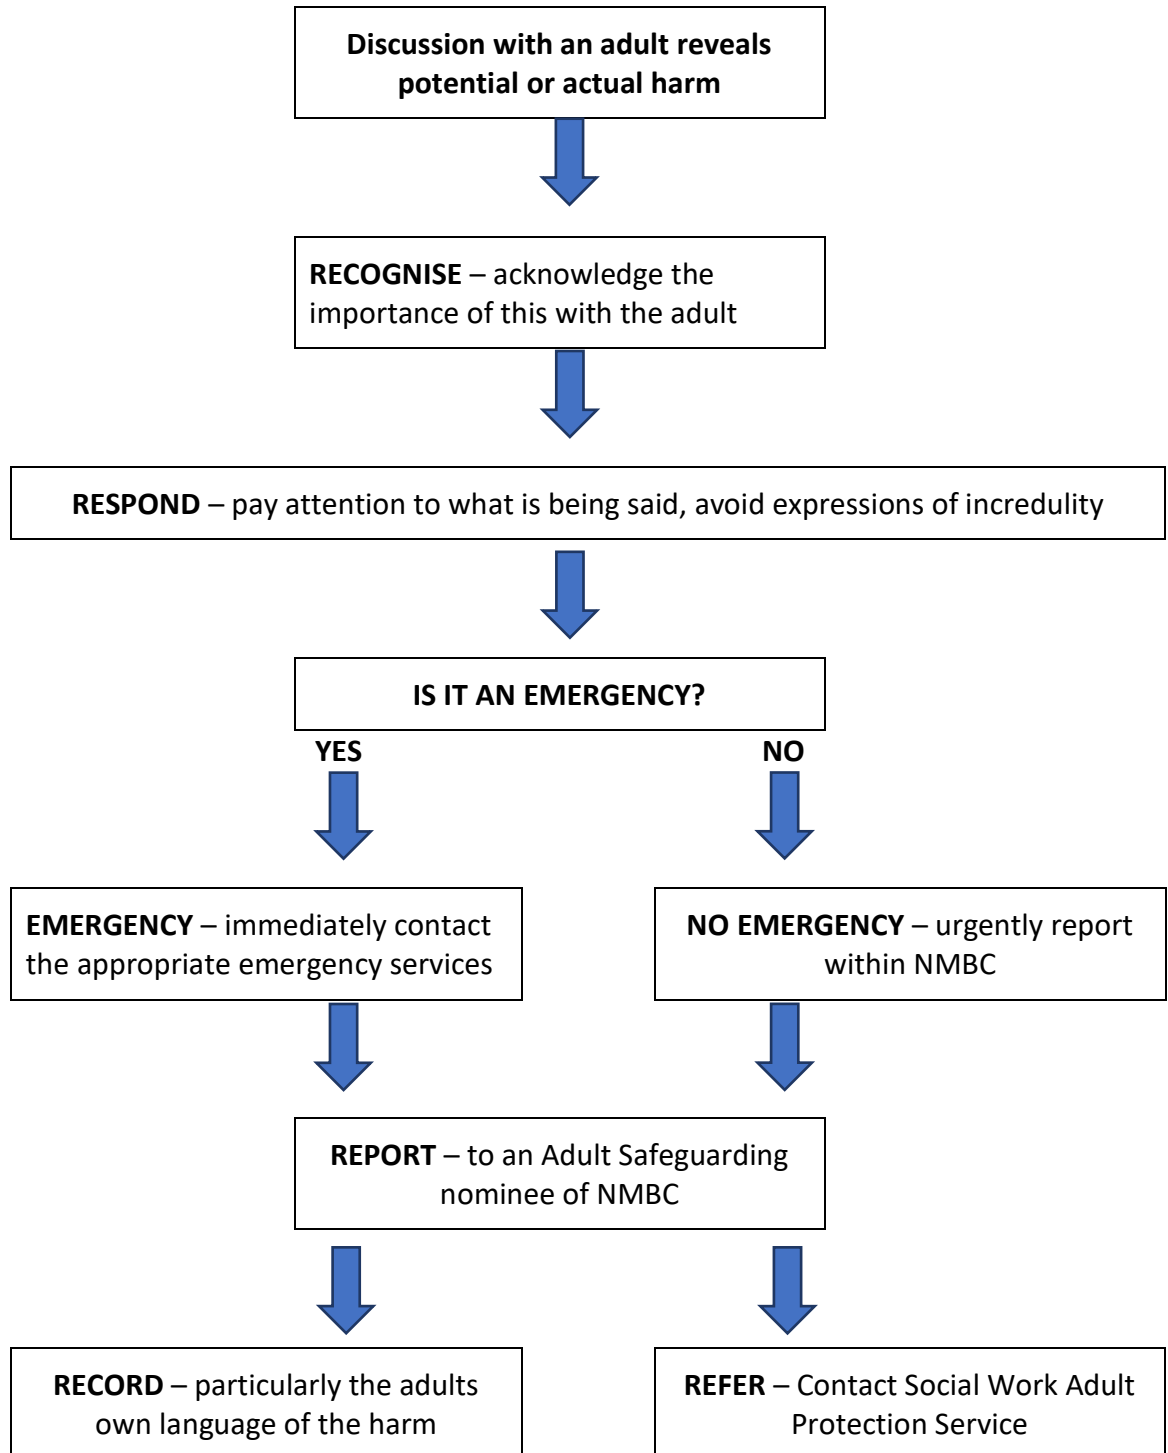 Discussion with an adult reveals
potential or actual harm
RECOGNISE – acknowledge the
importance of this with the adult
RESPOND – pay attention to what is being said, avoid expressions of incredulity
IS IT AN EMERGENCY?
YES
NO
EMERGENCY – immediately contact
the appropriate emergency services
NO EMERGENCY – urgently report
within NMBC
REPORT – to an Adult Safeguarding
nominee of NMBC
RECORD – particularly the adults
own language of the harm
REFER – Contact Social Work Adult
Protection Service